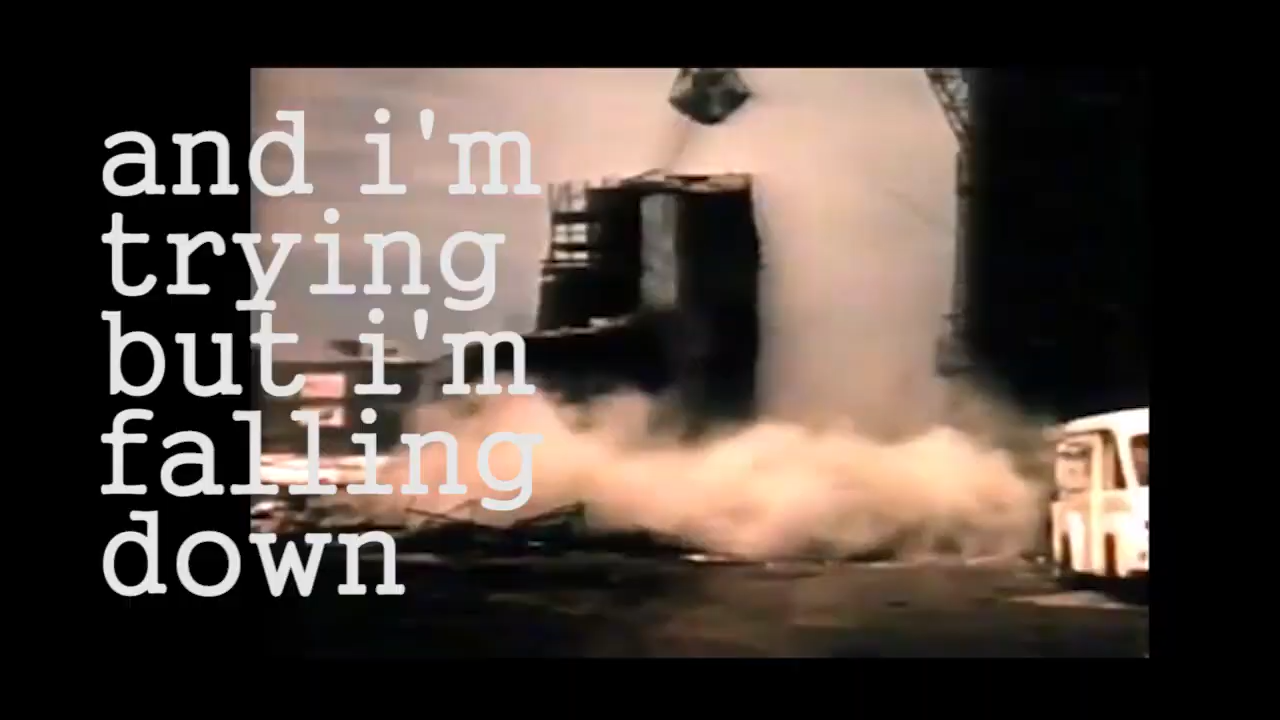 and i'm
trying
but i'm
falling
down